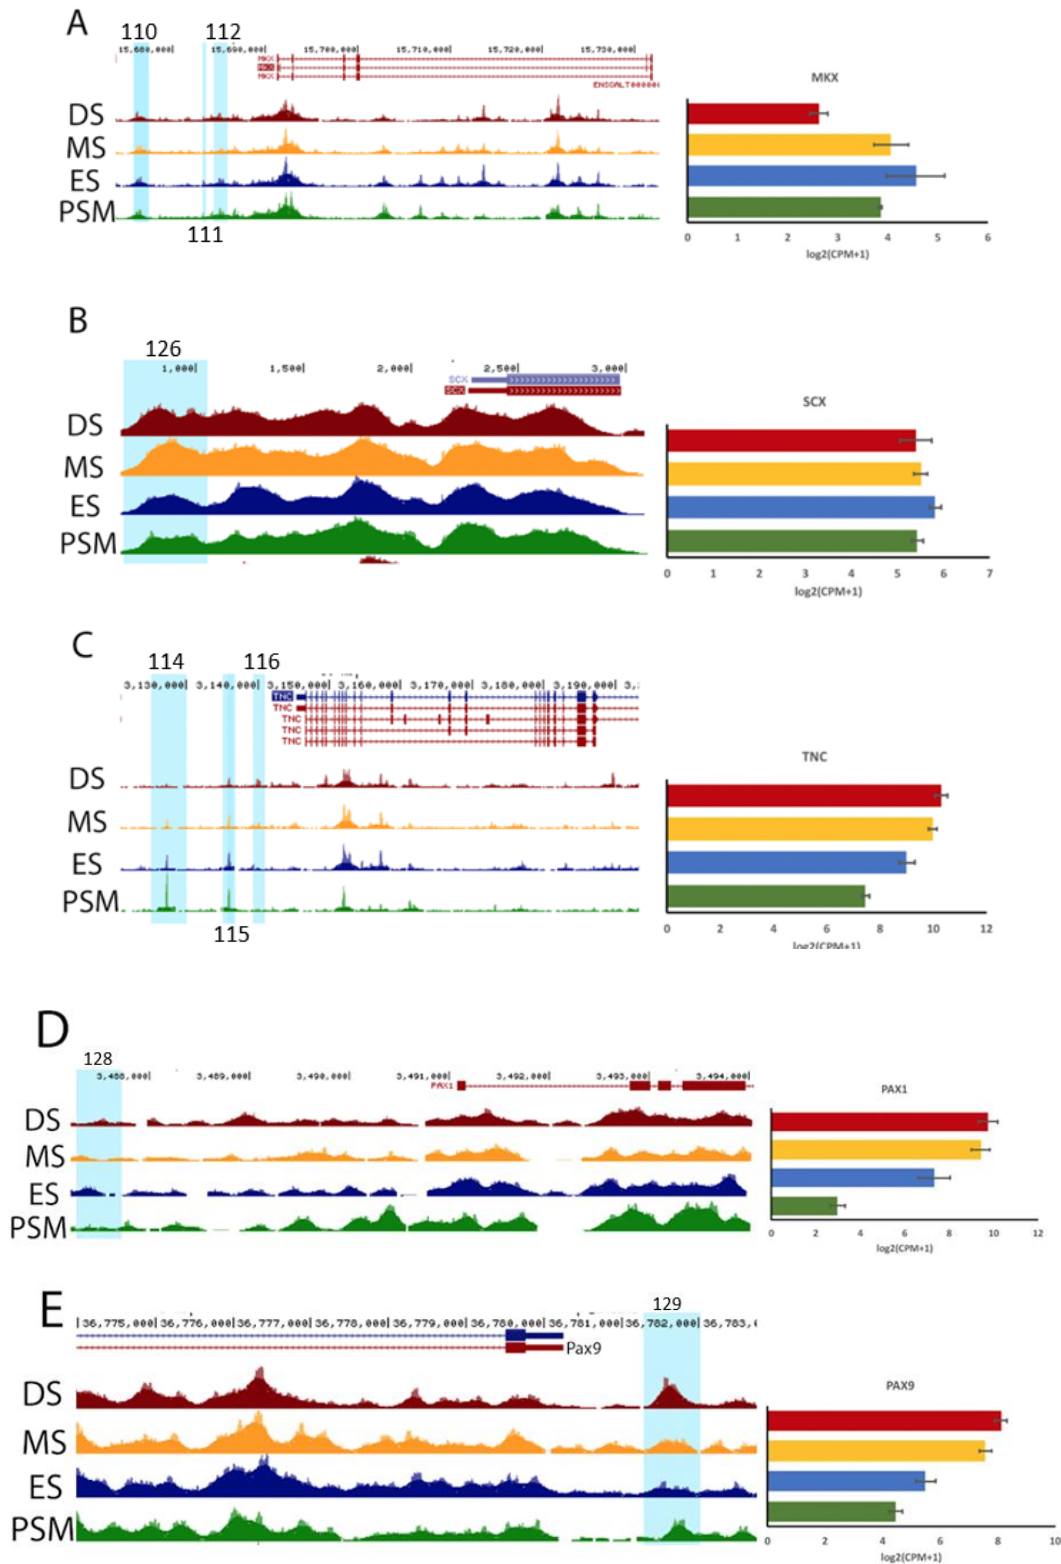 A
110 112
15,680,000| 15,690,000| 15,700,000| 15,710,000| 15,720,000| 15,730,000|
MKX
MKX
MKX
DS
MS
ES
PSM
111
MKX
0 1 2 3 4 5 6
log2(CPM+1)
B
126
1,000| 1,500| 2,000| 2,500| 3,000|
SCX
SCX
DS
MS
ES
PSM
SCX
0 1 2 3 4 5 6 7
log2(CPM+1)
C
114 116
3,130,000| 3,140,000| 3,150,000| 3,160,000| 3,170,000| 3,180,000| 3,190,000|
TNC
TNC
TNC
TNC
TNC
DS
MS
ES
PSM
115
TNC
0 2 4 6 8 10 12
log2(CPM+1)
D
128
3,488,000| 3,489,000| 3,490,000| 3,491,000| 3,492,000| 3,493,000| 3,494,000|
PAX1
DS
MS
ES
PSM
PAX1
0 2 4 6 8 10 12
log2(CPM+1)
E
129
36,775,000| 36,776,000| 36,777,000| 36,778,000| 36,779,000| 36,780,000| 36,781,000| 36,782,000|
Pax9
DS
MS
ES
PSM
PAX9
0 2 4 6 8 10
log2(CPM+1)